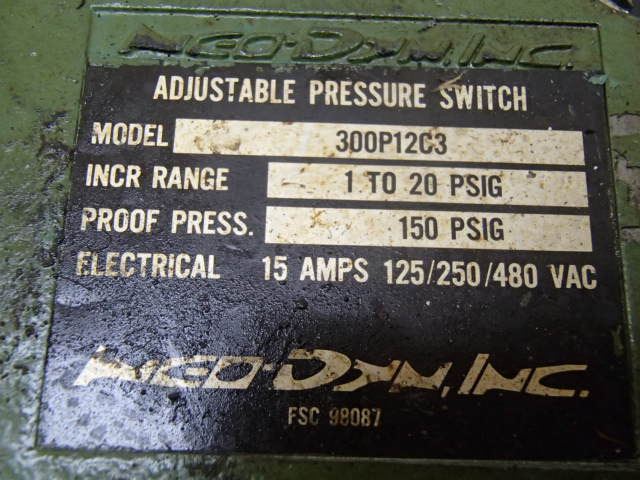 NEO-DYN, INC.
ADJUSTABLE PRESSURE SWITCH
MODEL 300P12C3
INCR RANGE 1 TO 20 PSIG
PROOF PRESS. 150 PSIG
ELECTRICAL 15 AMPS 125/250/480 VAC
NEO-DYN, INC.
FSC 98087